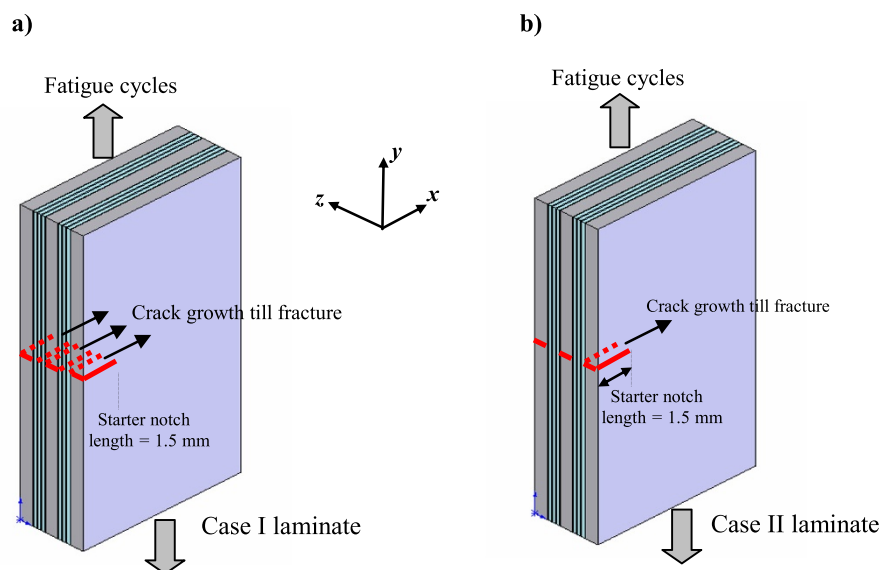 a)
Fatigue cycles
y
z
x
Crack growth till fracture
Starter notch
length = 1.5 mm
Case I laminate
b)
Fatigue cycles
Crack growth till fracture
Starter notch
length = 1.5 mm
Case II laminate